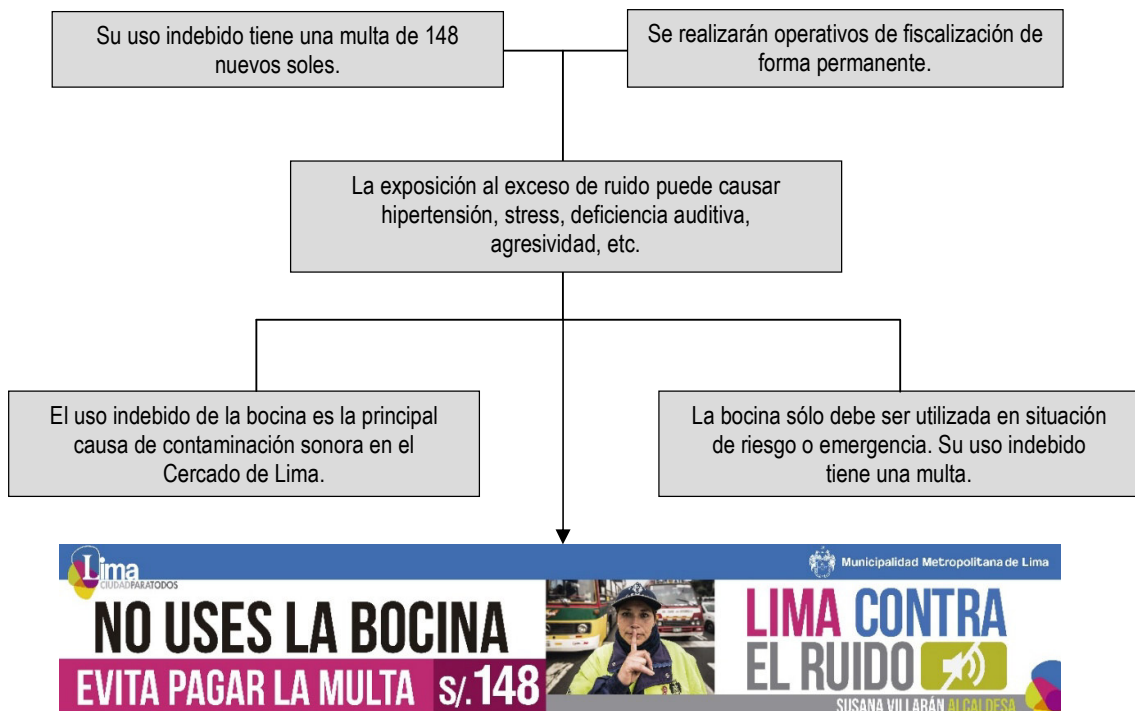 Su uso indebido tiene una multa de 148
nuevos soles.
Se realizarán operativos de fiscalización de
forma permanente.
La exposición al exceso de ruido puede causar
hipertensión, stress, deficiencia auditiva,
agresividad, etc.
El uso indebido de la bocina es la principal
causa de contaminación sonora en el
Cercado de Lima.
La bocina sólo debe ser utilizada en situación
de riesgo o emergencia. Su uso indebido
tiene una multa.
Lima
CIUDADPARATODOS
Municipalidad Metropolitana de Lima
NO USES LA BOCINA
EVITA PAGAR LA MULTA S/.148
LIMA CONTRA
EL RUIDO
SUSANA VILLARÁN ALCALDESA